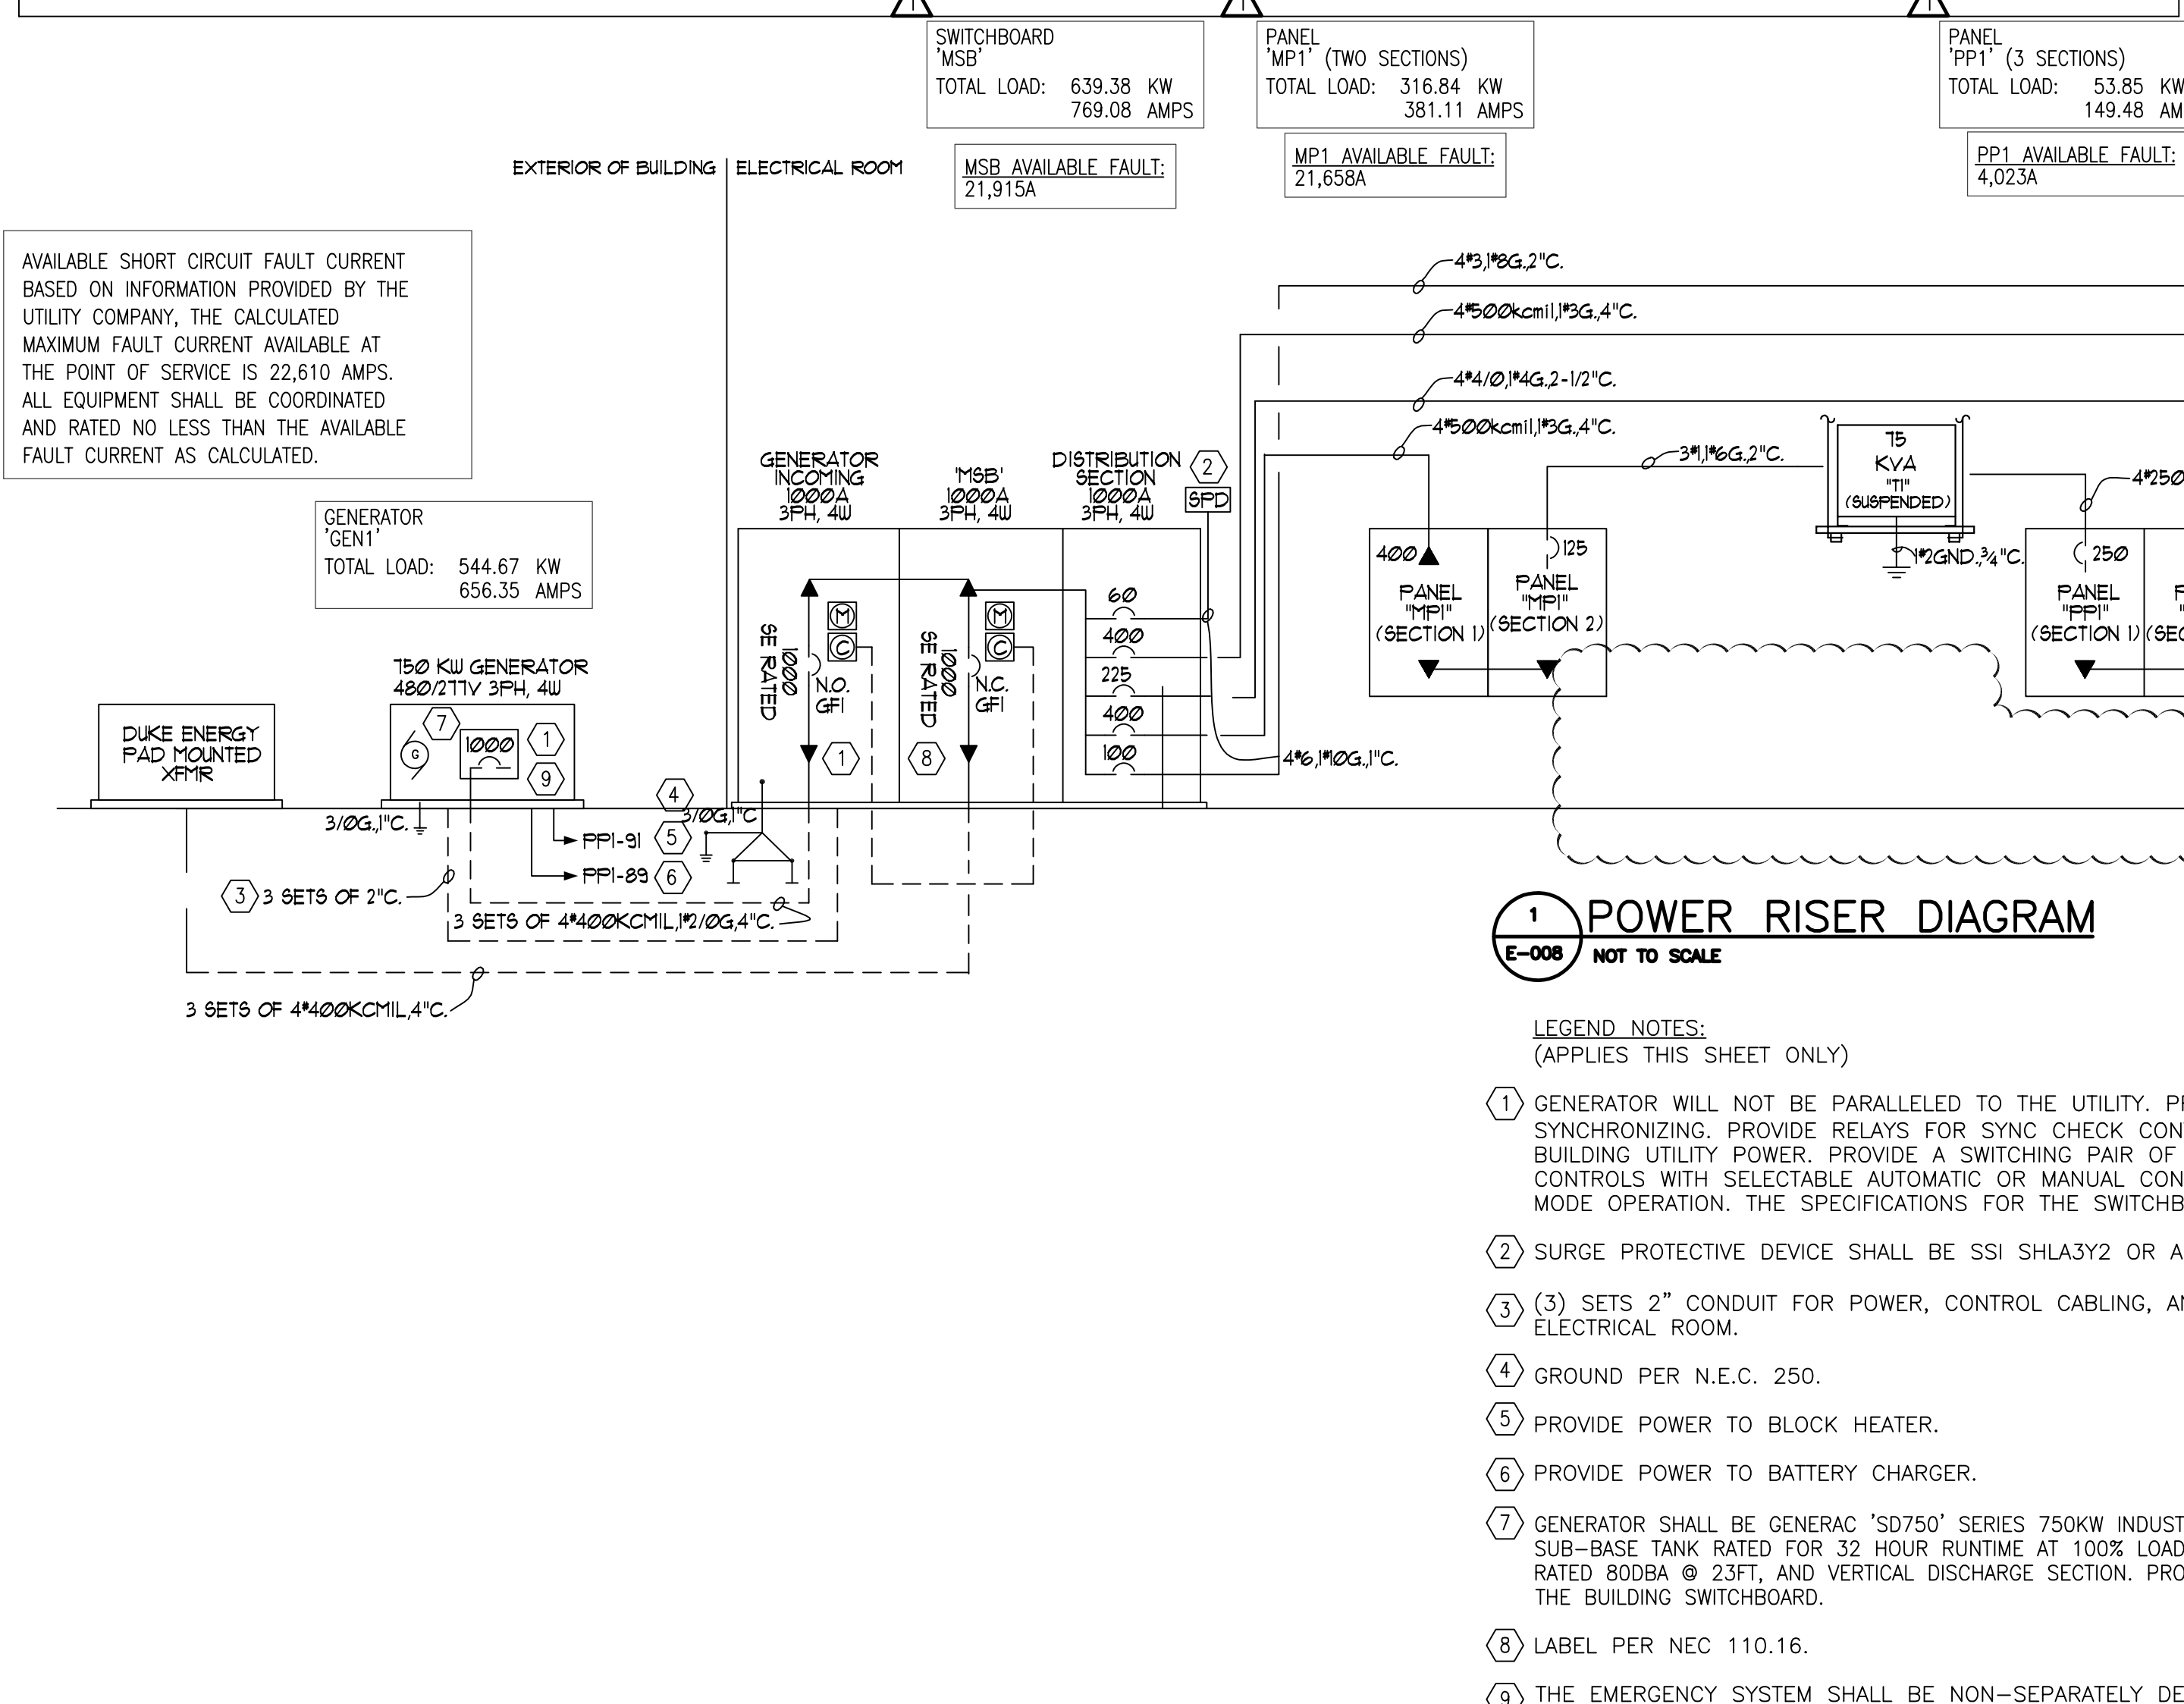 SWITCHBOARD
'MSB'
TOTAL LOAD: 639.38 KW
769.08 AMPS
PANEL
'MP1' (TWO SECTIONS)
TOTAL LOAD: 316.84 KW
381.11 AMPS
PANEL
'PP1' (3 SECTIONS)
TOTAL LOAD: 53.85 KW
149.48 AM
MSB AVAILABLE FAULT:
21,915A
MP1 AVAILABLE FAULT:
21,658A
PP1 AVAILABLE FAULT:
4,023A
EXTERIOR OF BUILDING
ELECTRICAL ROOM
AVAILABLE SHORT CIRCUIT FAULT CURRENT
BASED ON INFORMATION PROVIDED BY THE
UTILITY COMPANY, THE CALCULATED
MAXIMUM FAULT CURRENT AVAILABLE AT
THE POINT OF SERVICE IS 22,610 AMPS.
ALL EQUIPMENT SHALL BE COORDINATED
AND RATED NO LESS THAN THE AVAILABLE
FAULT CURRENT AS CALCULATED.
GENERATOR
'GEN1'
TOTAL LOAD: 544.67 KW
656.35 AMPS
4#3,1#8G.,2"C.
4#500kcmil,1#3G.,4"C.
4#4/0,1#4G.,2-1/2"C.
4#500kcmil,1#3G.,4"C.
3#1,1#6G.,2"C.
4#250
GENERATOR
INCOMING
1000A
3PH, 4W
'MSB'
1000A
3PH, 4W
DISTRIBUTION
SECTION
1000A
3PH, 4W
2
SPD
75
KVA
"T1"
(SUSPENDED)
1#2GND.,3/4"C.
400
PANEL
"MP1"
(SECTION 1)
125
PANEL
"MP1"
(SECTION 2)
250
PANEL
"PP1"
(SECTION 1)
(SEC
1000
SE RATED
M
C
N.O.
GFI
1
1000
SE RATED
M
C
N.C.
GFI
8
60
400
225
400
100
4#6,1#10G.,1"C.
750 KW GENERATOR
480/277V 3PH, 4W
7
G
1000
1
9
DUKE ENERGY
PAD MOUNTED
XFMR
3/0G.,1"C.
4
3/0G,1"C
PP1-91
5
PP1-89
6
3
3 SETS OF 2"C.
3 SETS OF 4#400KCMIL,1#2/0G,4"C.
3 SETS OF 4#400KCMIL,4"C.
1
E-008
POWER RISER DIAGRAM
NOT TO SCALE
LEGEND NOTES:
(APPLIES THIS SHEET ONLY)
1 GENERATOR WILL NOT BE PARALLELED TO THE UTILITY. PR
SYNCHRONIZING. PROVIDE RELAYS FOR SYNC CHECK CON
BUILDING UTILITY POWER. PROVIDE A SWITCHING PAIR OF
CONTROLS WITH SELECTABLE AUTOMATIC OR MANUAL CON
MODE OPERATION. THE SPECIFICATIONS FOR THE SWITCHB
2 SURGE PROTECTIVE DEVICE SHALL BE SSI SHLA3Y2 OR A
3 (3) SETS 2" CONDUIT FOR POWER, CONTROL CABLING, AN
ELECTRICAL ROOM.
4 GROUND PER N.E.C. 250.
5 PROVIDE POWER TO BLOCK HEATER.
6 PROVIDE POWER TO BATTERY CHARGER.
7 GENERATOR SHALL BE GENERAC 'SD750' SERIES 750KW INDUST
SUB-BASE TANK RATED FOR 32 HOUR RUNTIME AT 100% LOAD
RATED 80DBA @ 23FT, AND VERTICAL DISCHARGE SECTION. PRO
THE BUILDING SWITCHBOARD.
8 LABEL PER NEC 110.16.
9 THE EMERGENCY SYSTEM SHALL BE NON-SEPARATELY DE